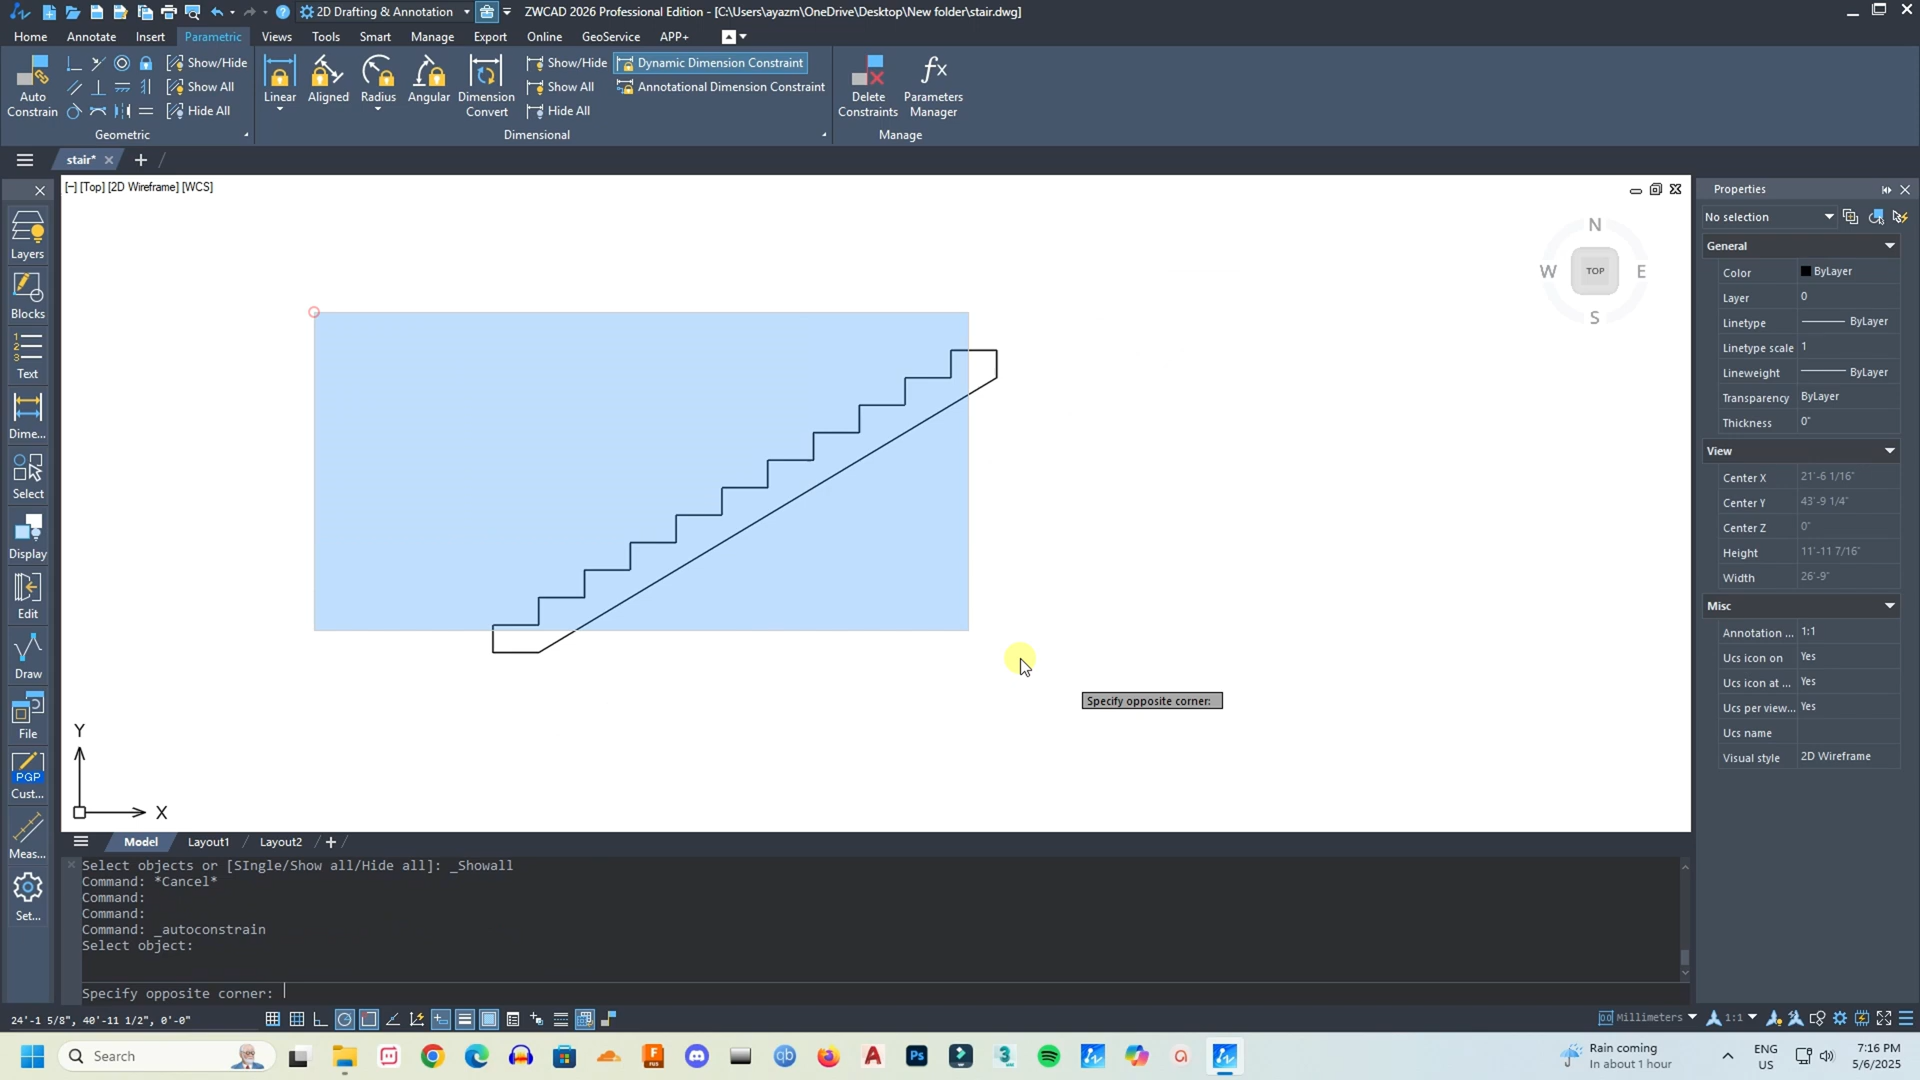 2D Drafting & Annotation
ZWCAD 2026 Professional Edition - [C:\Users\ayazm\OneDrive\Desktop\New folder\stair.dwg]
Home Annotate Insert Parametric Views Tools Smart Manage Export Online GeoService APP+
Auto Constrain
Show/Hide
Show All
Hide All
Geometric
Linear
Aligned
Radius
Angular
Dimension Convert
Show/Hide
Show All
Hide All
Dynamic Dimension Constraint
Annotational Dimension Constraint
Dimensional
Delete Constraints
fx
Parameters Manager
Manage
stair*
[−] [Top] [2D Wireframe] [WCS]
Layers
Blocks
1
2
3
Text
Dime...
Select
Display
Edit
Draw
File
PGP
Cust...
Meas...
Set...
N
W TOP E
S
Specify opposite corner:
Y
X
Properties
No selection
General
Color ByLayer
Layer 0
Linetype ByLayer
Linetype scale 1
Lineweight ByLayer
Transparency ByLayer
Thickness 0"
View
Center X 21'-6 1/16"
Center Y 43'-9 1/4"
Center Z 0"
Height 11'-11 7/16"
Width 26'-9"
Misc
Annotation ... 1:1
Ucs icon on Yes
Ucs icon at ... Yes
Ucs per view... Yes
Ucs name
Visual style 2D Wireframe
Model Layout1 Layout2
Select objects or [SIngle/Show all/Hide all]: _Showall
Command: *Cancel*
Command:
Command:
Command: _autoconstrain
Select object:
Specify opposite corner:
24'-1 5/8", 40'-11 1/2", 0'-0"
Millimeters
1:1
Search
Rain coming
In about 1 hour
ENG
US
7:16 PM
5/6/2025